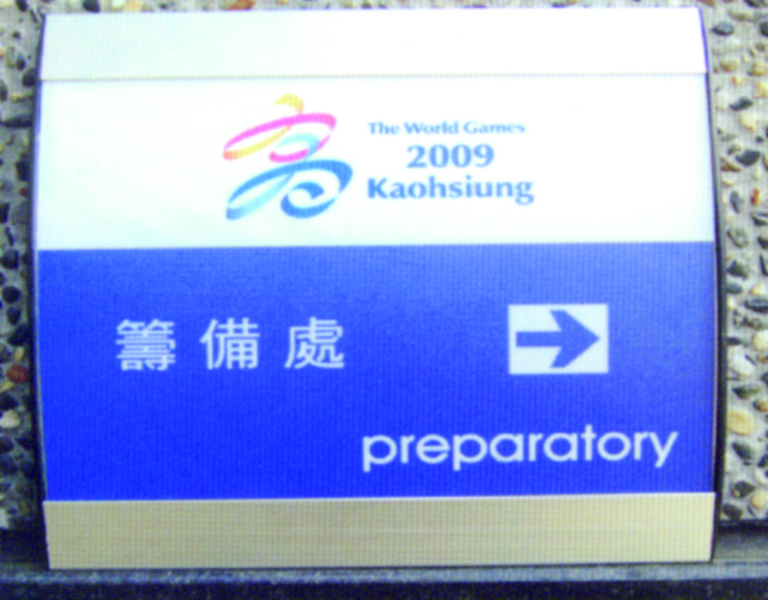 The World Games
2009
Kaohsiung
籌備處
preparatory